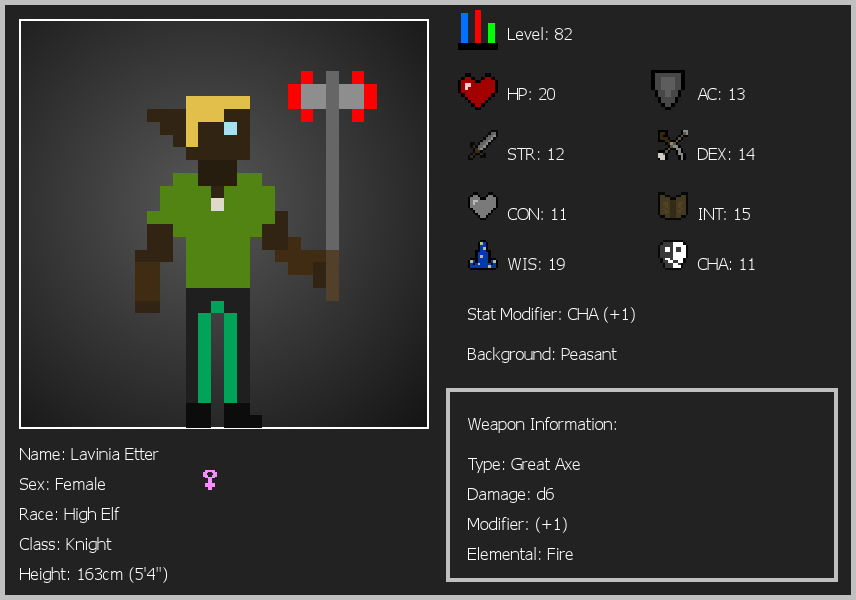 Level: 82
HP: 20
AC: 13
STR: 12
DEX: 14
CON: 11
INT: 15
WIS: 19
CHA: 11
Stat Modifier: CHA (+1)
Background: Peasant
Weapon Information:
Type: Great Axe
Damage: d6
Modifier: (+1)
Elemental: Fire
Name: Lavinia Etter
Sex: Female
Race: High Elf
Class: Knight
Height: 163cm (5'4")